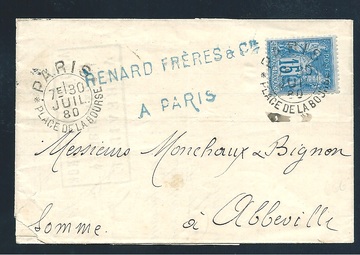 PARIS
7E 30
JUIL.
80
PLACE DE LA BOURSE
RENARD FRÈRES & CIE
A PARIS
15
PLACE DE LA BOURSE
Messieurs Monchaux & Bignon
à Abbeville
Somme.